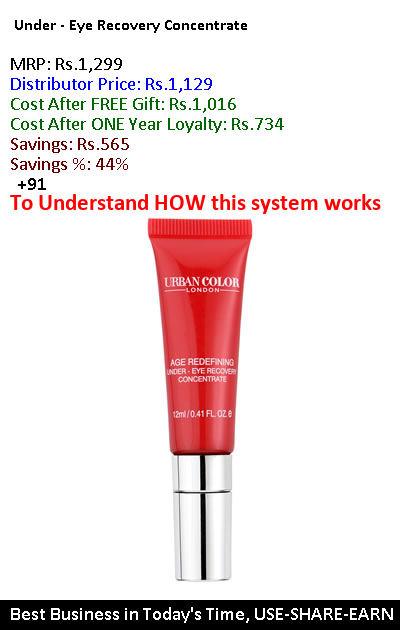 Under - Eye Recovery Concentrate
MRP: Rs.1,299
Distributor Price: Rs.1,129
Cost After FREE Gift: Rs.1,016
Cost After ONE Year Loyalty: Rs.734
Savings: Rs.565
Savings %: 44%
+91
To Understand HOW this system works
URBAN COLOR
LONDON
AGE REDEFINING
UNDER - EYE RECOVERY
CONCENTRATE
12ml / 0.41 FL. OZ. e
Best Business in Today's Time, USE-SHARE-EARN